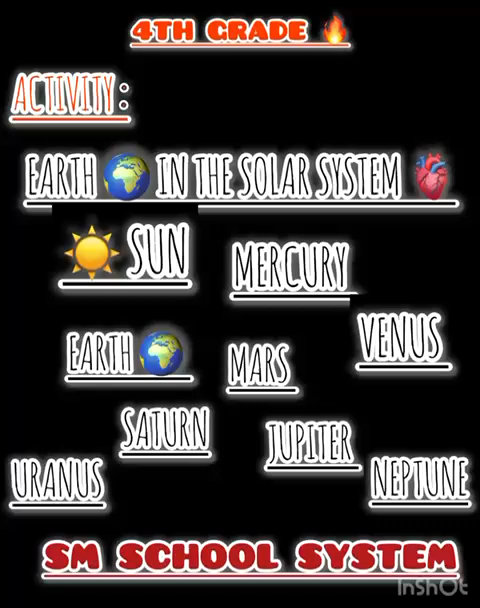 4TH GRADE 🔥
ACTIVITY:
EARTH 🌍 IN THE SOLAR SYSTEM 🫀
☀️ SUN
MERCURY
VENUS
EARTH 🌍
MARS
SATURN
JUPITER
URANUS
NEPTUNE
SM SCHOOL SYSTEM
InShOt